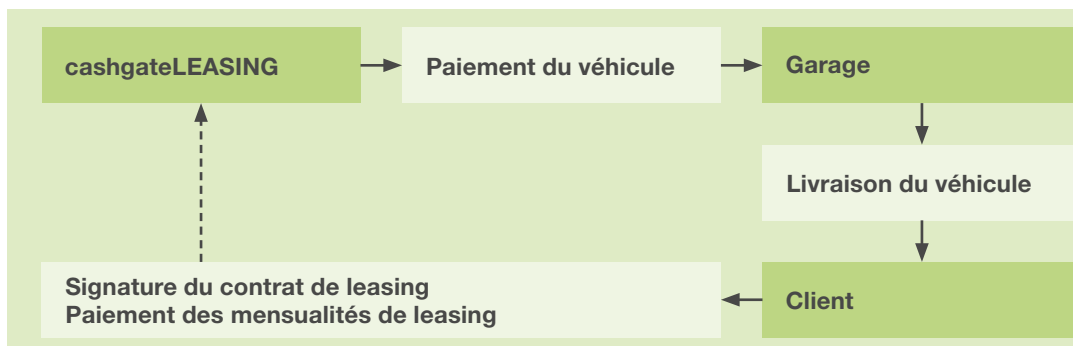 cashgateLEASING
Paiement du véhicule
Garage
Livraison du véhicule
Signature du contrat de leasing
Paiement des mensualités de leasing
Client